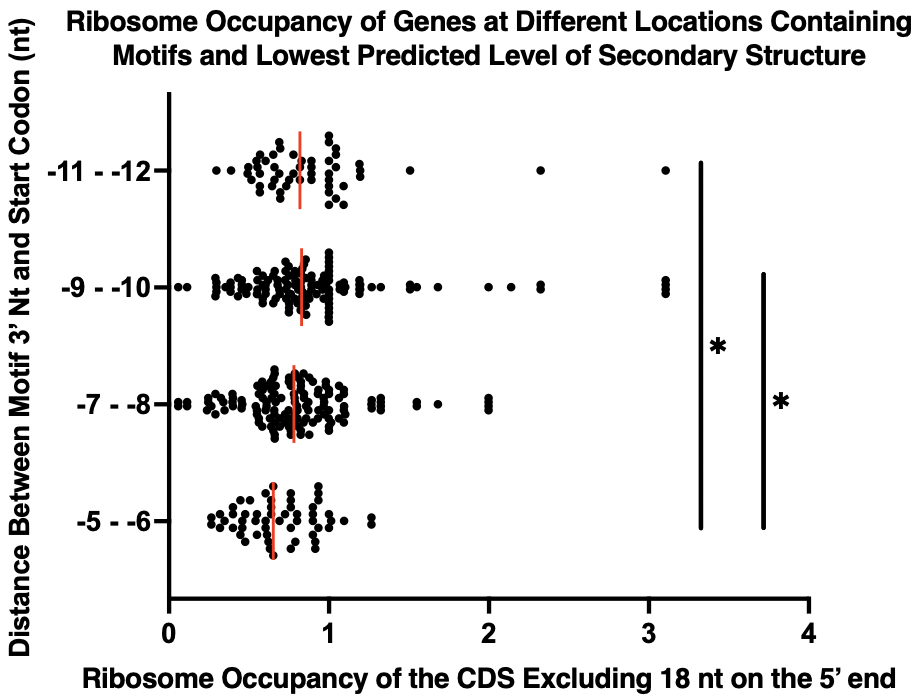 Ribosome Occupancy of Genes at Different Locations Containing
Motifs and Lowest Predicted Level of Secondary Structure
Distance Between Motif 3’ Nt and Start Codon (nt)
-11 - -12
-9 - -10
-7 - -8
-5 - -6
*
*
0 1 2 3 4
Ribosome Occupancy of the CDS Excluding 18 nt on the 5’ end